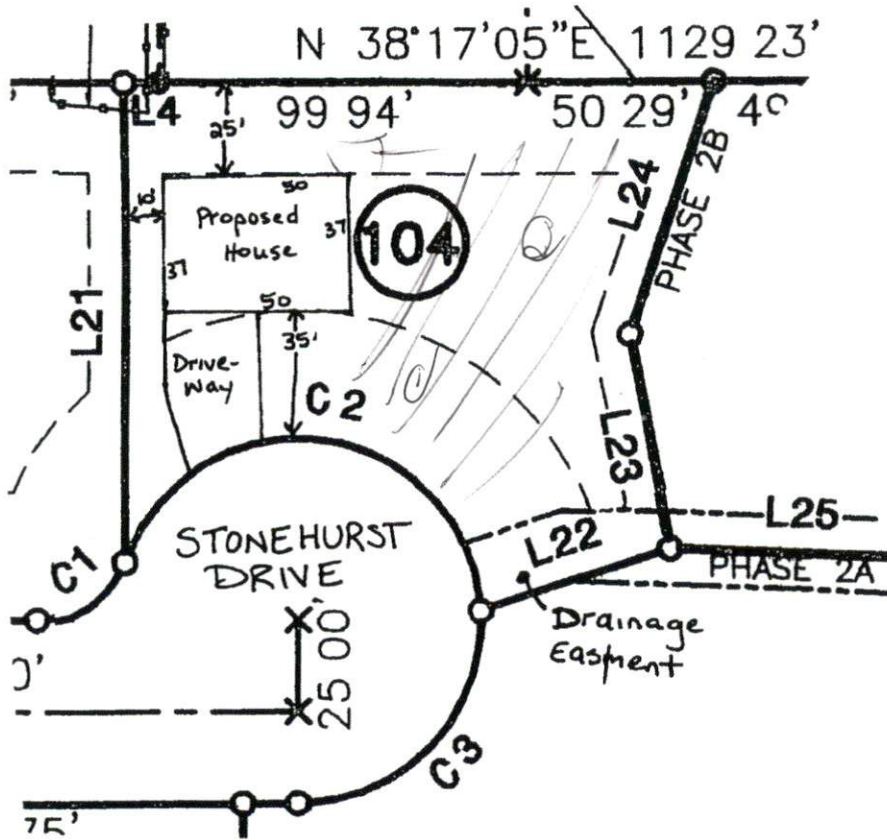 N 38°17'05"E 1129 23'
L4 99 94' 50 29'
25'
50
Proposed
House
37
37
50
104
L24
PHASE 2B
L21
35'
Drive-
way
C2
L23
L25
L22
C1
STONEHURST
DRIVE
PHASE 2A
Drainage
Easment
25 00'
C3
75'